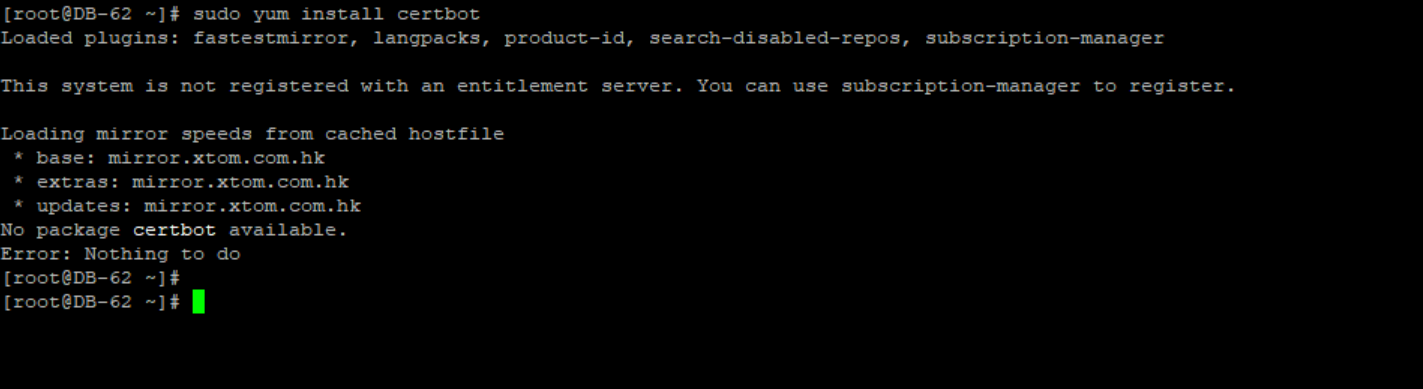 [root@DB-62 ~]# sudo yum install certbot
Loaded plugins: fastestmirror, langpacks, product-id, search-disabled-repos, subscription-manager
This system is not registered with an entitlement server. You can use subscription-manager to register.
Loading mirror speeds from cached hostfile
 * base: mirror.xtom.com.hk
 * extras: mirror.xtom.com.hk
 * updates: mirror.xtom.com.hk
No package certbot available.
Error: Nothing to do
[root@DB-62 ~]#
[root@DB-62 ~]#